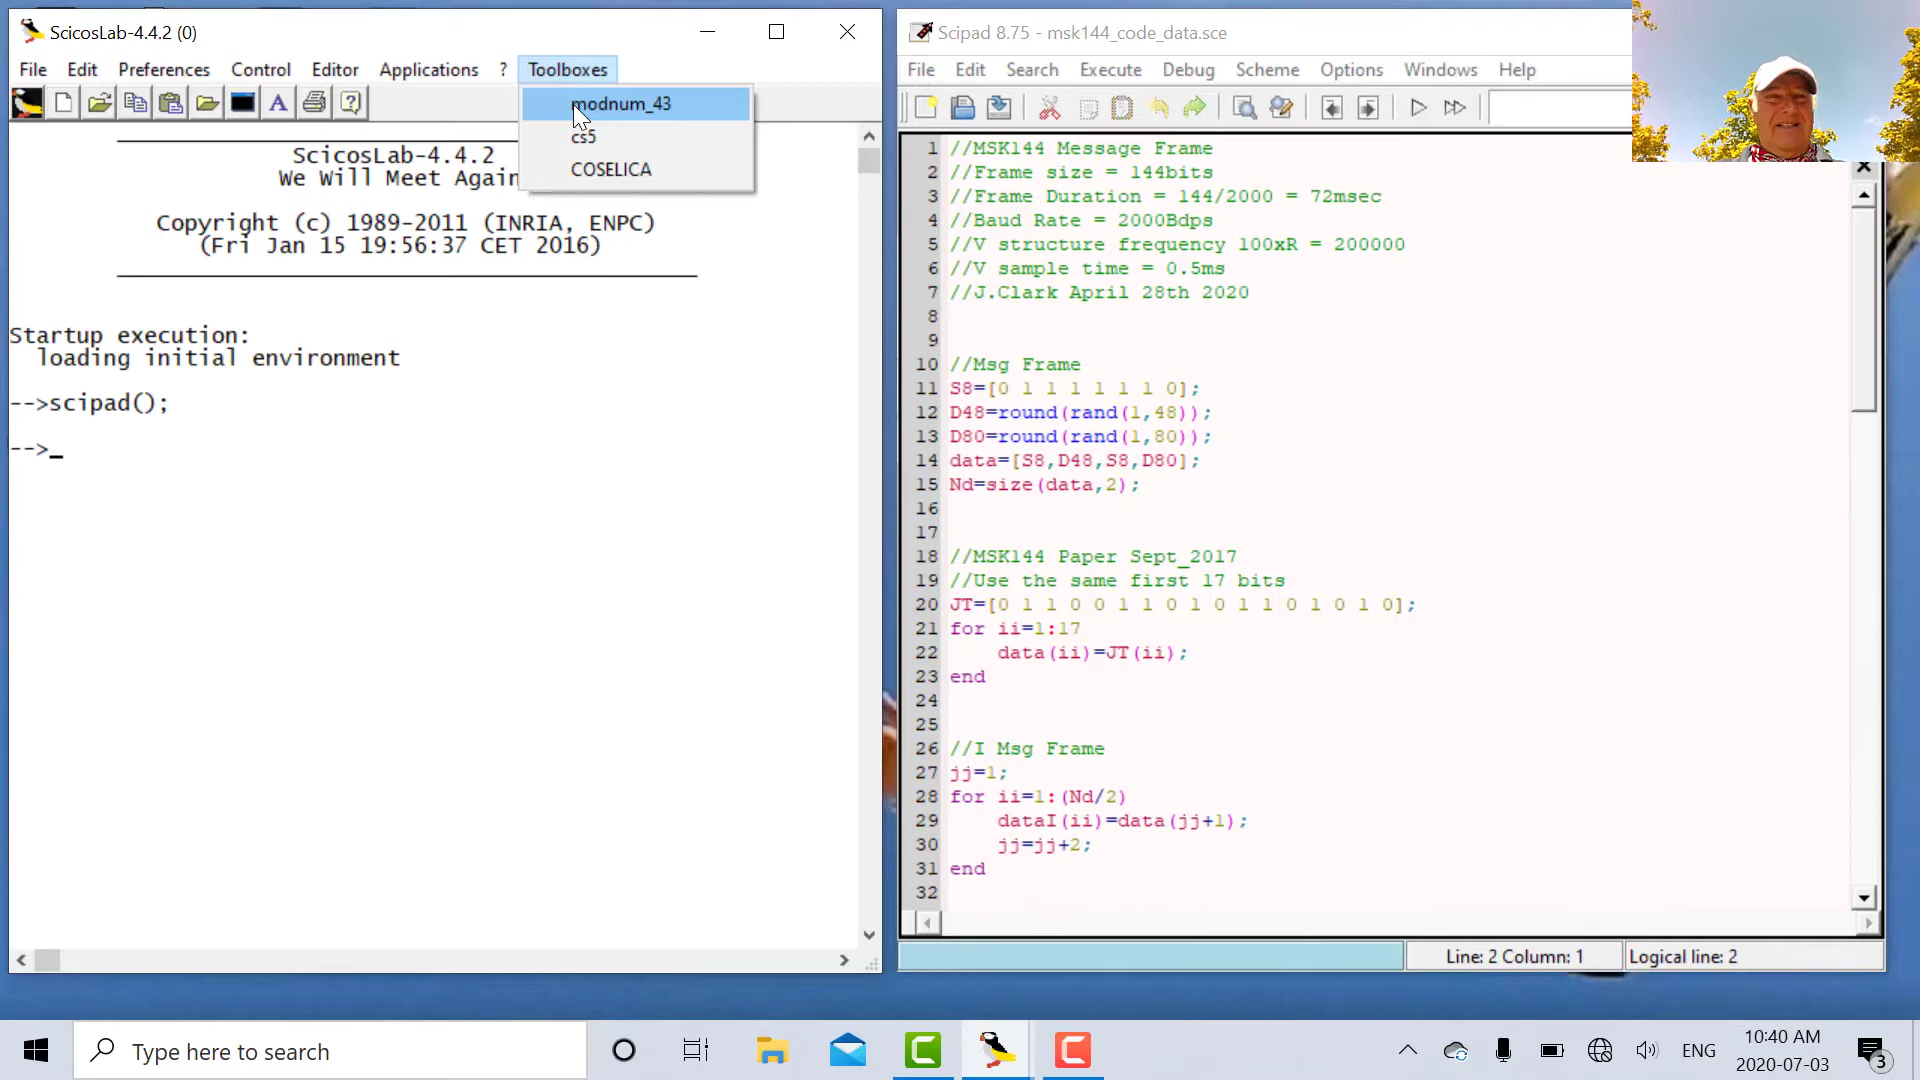 ScicosLab-4.4.2 (0)
File Edit Preferences Control Editor Applications ? Toolboxes
modnum_43
cs5
COSELICA
ScicosLab-4.4.2
We Will Meet Again
Copyright (c) 1989-2011 (INRIA, ENPC)
(Fri Jan 15 19:56:37 CET 2016)
Startup execution:
loading initial environment
-->scipad();
-->_
Scipad 8.75 - msk144_code_data.sce
File Edit Search Execute Debug Scheme Options Windows Help
1 //MSK144 Message Frame
2 //Frame size = 144bits
3 //Frame Duration = 144/2000 = 72msec
4 //Baud Rate = 2000Bdps
5 //V structure frequency 100xR = 200000
6 //V sample time = 0.5ms
7 //J.Clark April 28th 2020
8
9
10 //Msg Frame
11 S8=[0 1 1 1 1 1 1 0];
12 D48=round(rand(1,48));
13 D80=round(rand(1,80));
14 data=[S8,D48,S8,D80];
15 Nd=size(data,2);
16
17
18 //MSK144 Paper Sept_2017
19 //Use the same first 17 bits
20 JT=[0 1 1 0 0 1 1 0 1 0 1 1 0 1 0 1 0];
21 for ii=1:17
22 data(ii)=JT(ii);
23 end
24
25
26 //I Msg Frame
27 jj=1;
28 for ii=1:(Nd/2)
29 dataI(ii)=data(jj+1);
30 jj=jj+2;
31 end
32
Line: 2 Column: 1
Logical line: 2
Type here to search
ENG
10:40 AM
2020-07-03
3